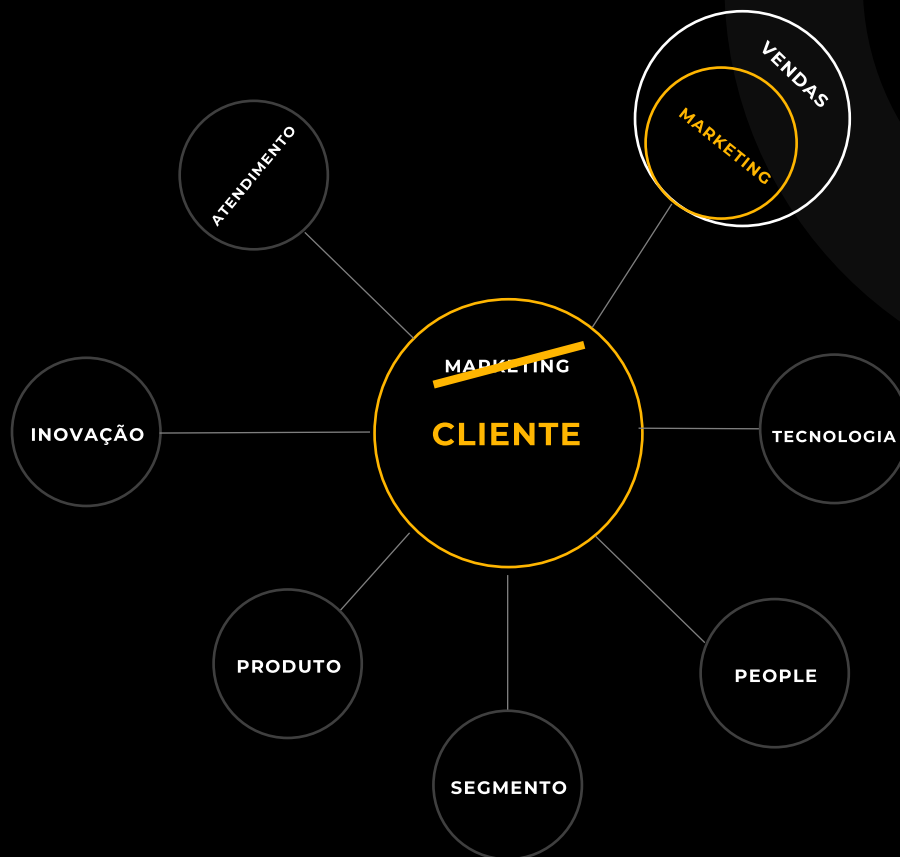 VENDAS
MARKETING
ATENDIMENTO
MARKETING
CLIENTE
INOVAÇÃO
TECNOLOGIA
PRODUTO
PEOPLE
SEGMENTO